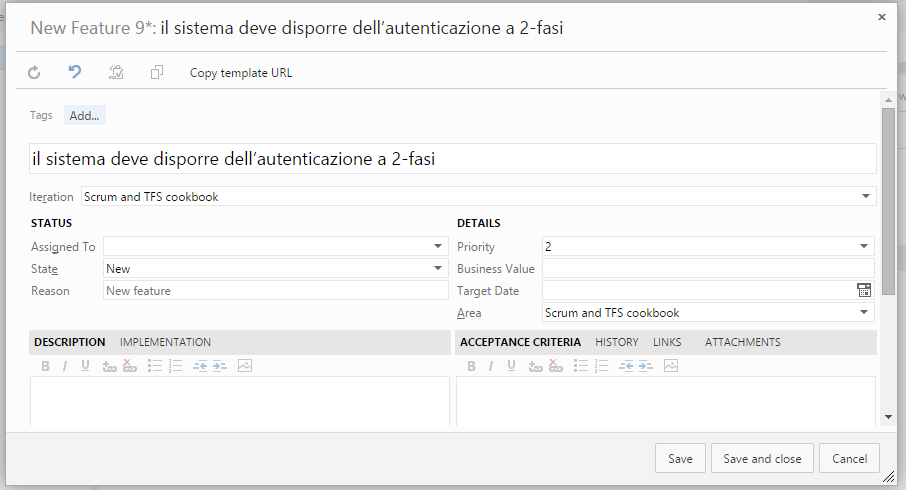 New Feature 9*: il sistema deve disporre dell'autenticazione a 2-fasi
Copy template URL
Tags Add...
il sistema deve disporre dell'autenticazione a 2-fasi
Iteration Scrum and TFS cookbook
STATUS
Assigned To
State New
Reason New feature
DETAILS
Priority 2
Business Value
Target Date
Area Scrum and TFS cookbook
DESCRIPTION IMPLEMENTATION
B I U
ACCEPTANCE CRITERIA HISTORY LINKS ATTACHMENTS
B I U
Save Save and close Cancel